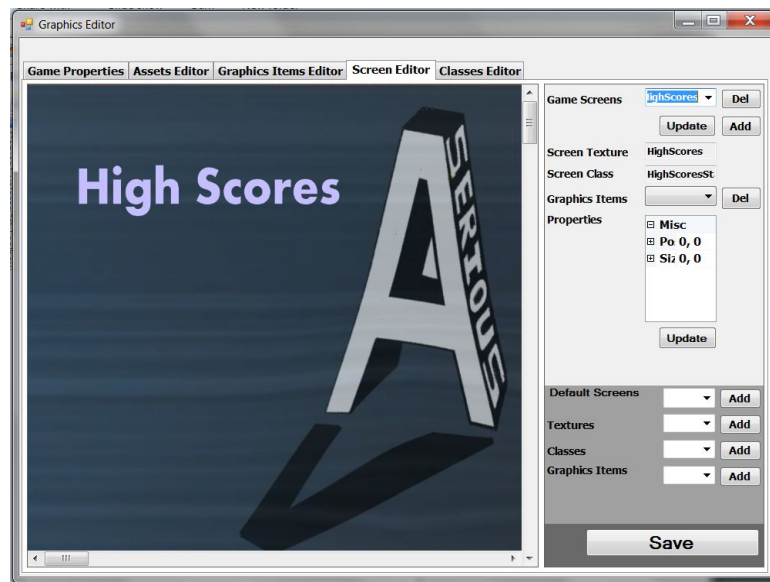 Graphics Editor
Game Properties Assets Editor Graphics Items Editor Screen Editor Classes Editor
High Scores
SERIOUS
A
Game Screens HighScores Del
Update Add
Screen Texture HighScores
Screen Class HighScoresSt
Graphics Items Del
Properties
Misc
Po 0, 0
Siz 0, 0
Update
Default Screens Add
Textures Add
Classes Add
Graphics Items Add
Save